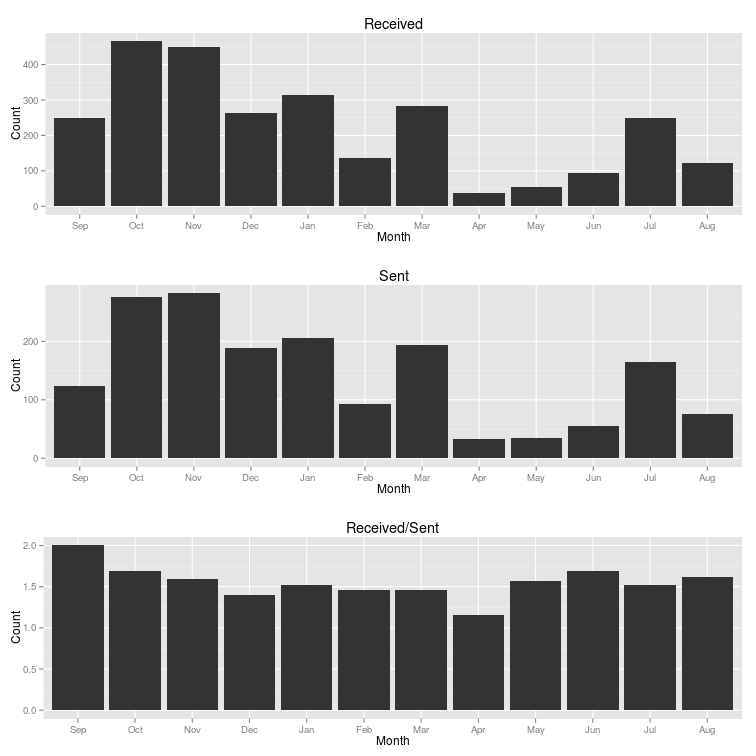 Received
Count
400
300
200
100
0
Sep Oct Nov Dec Jan Feb Mar Apr May Jun Jul Aug
Month
Sent
Count
200
100
0
Sep Oct Nov Dec Jan Feb Mar Apr May Jun Jul Aug
Month
Received/Sent
Count
2.0
1.5
1.0
0.5
0.0
Sep Oct Nov Dec Jan Feb Mar Apr May Jun Jul Aug
Month